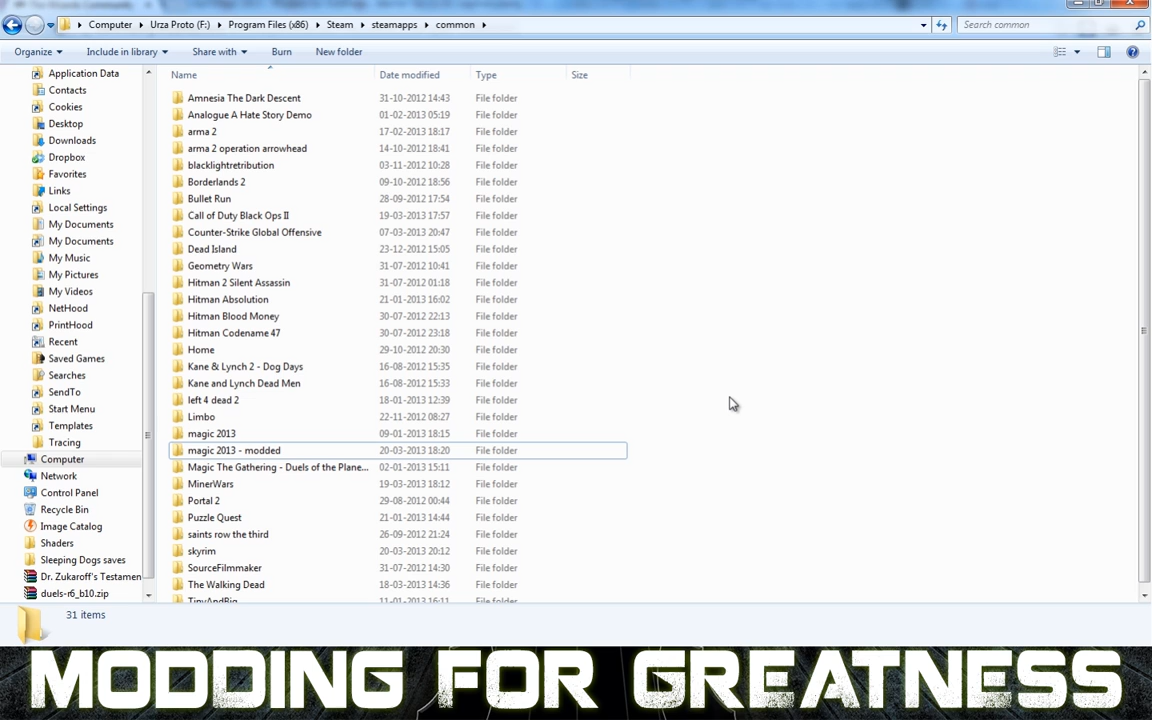 Computer ▸ Urza Proto (F:) ▸ Program Files (x86) ▸ Steam ▸ steamapps ▸ common ▸
Search common
Organize Include in library Share with Burn New folder
Name Date modified Type Size
Application Data
Contacts
Cookies
Desktop
Downloads
Dropbox
Favorites
Links
Local Settings
My Documents
My Documents
My Music
My Pictures
My Videos
NetHood
PrintHood
Recent
Saved Games
Searches
SendTo
Start Menu
Templates
Tracing
Computer
Network
Control Panel
Recycle Bin
Image Catalog
Shaders
Sleeping Dogs saves
Dr. Zukaroff's Testamen
duels-r6_b10.zip
Amnesia The Dark Descent 31-10-2012 14:43 File folder
Analogue A Hate Story Demo 01-02-2013 05:19 File folder
arma 2 17-02-2013 18:17 File folder
arma 2 operation arrowhead 14-10-2012 18:41 File folder
blacklightretribution 03-11-2012 10:28 File folder
Borderlands 2 09-10-2012 18:56 File folder
Bullet Run 28-09-2012 17:54 File folder
Call of Duty Black Ops II 19-03-2013 17:57 File folder
Counter-Strike Global Offensive 07-03-2013 20:47 File folder
Dead Island 23-12-2012 15:05 File folder
Geometry Wars 31-07-2012 10:41 File folder
Hitman 2 Silent Assassin 31-07-2012 01:18 File folder
Hitman Absolution 21-01-2013 16:02 File folder
Hitman Blood Money 30-07-2012 22:13 File folder
Hitman Codename 47 30-07-2012 23:18 File folder
Home 29-10-2012 20:30 File folder
Kane & Lynch 2 - Dog Days 16-08-2012 15:35 File folder
Kane and Lynch Dead Men 16-08-2012 15:33 File folder
left 4 dead 2 18-01-2013 12:39 File folder
Limbo 22-11-2012 08:27 File folder
magic 2013 09-01-2013 18:15 File folder
magic 2013 - modded 20-03-2013 18:20 File folder
Magic The Gathering - Duels of the Plane... 02-01-2013 15:11 File folder
MinerWars 19-03-2013 18:12 File folder
Portal 2 29-08-2012 00:44 File folder
Puzzle Quest 21-01-2013 14:44 File folder
saints row the third 26-09-2012 21:24 File folder
skyrim 20-03-2013 20:12 File folder
SourceFilmmaker 31-07-2012 14:30 File folder
The Walking Dead 18-03-2013 14:36 File folder
TinyAndBig 11-01-2013 16:11 File folder
31 items
MODDING FOR GREATNESS